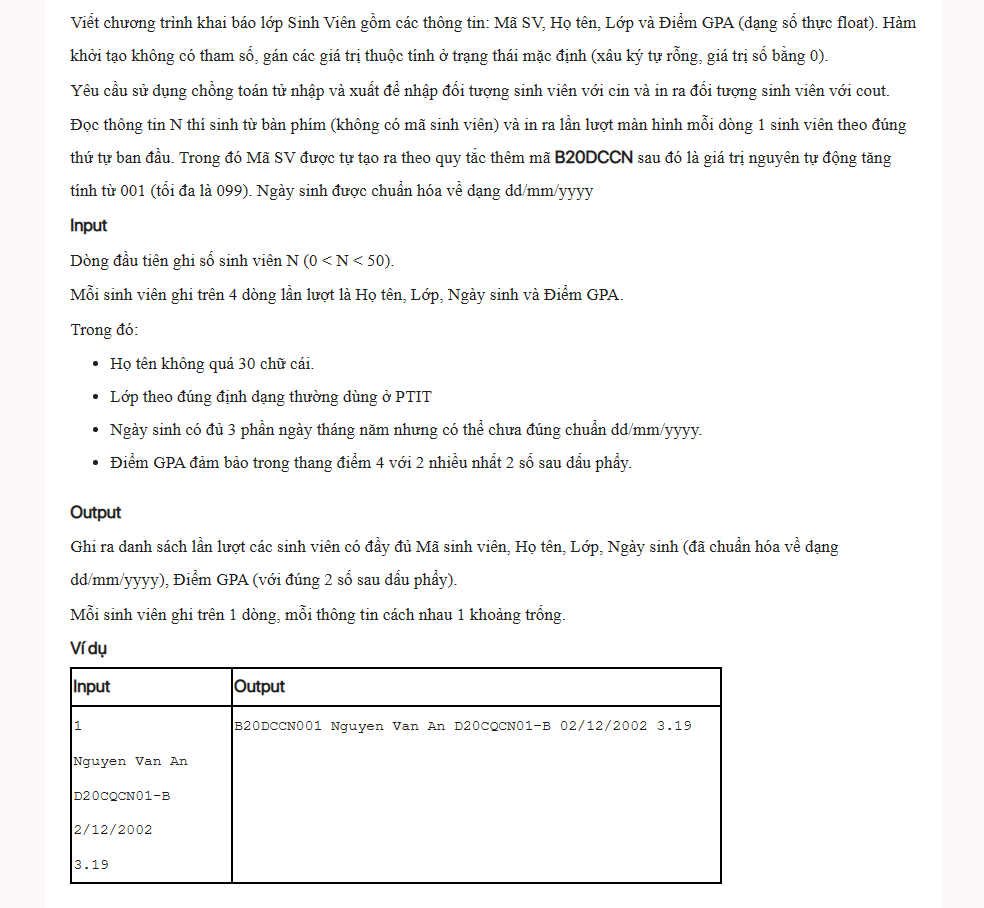 Viết chương trình khai báo lớp Sinh Viên gồm các thông tin: Mã SV, Họ tên, Lớp và Điểm GPA (dạng số thực float). Hàm
khởi tạo không có tham số, gán các giá trị thuộc tính ở trạng thái mặc định (xâu ký tự rỗng, giá trị số bằng 0).
Yêu cầu sử dụng chồng toán tử nhập và xuất để nhập đối tượng sinh viên với cin và in ra đối tượng sinh viên với cout.
Đọc thông tin N thí sinh từ bàn phím (không có mã sinh viên) và in ra lần lượt màn hình mỗi dòng 1 sinh viên theo đúng
thứ tự ban đầu. Trong đó Mã SV được tự tạo ra theo quy tắc thêm mã B20DCCN sau đó là giá trị nguyên tự động tăng
tính từ 001 (tối đa là 099). Ngày sinh được chuẩn hóa về dạng dd/mm/yyyy
Input
Dòng đầu tiên ghi số sinh viên N (0 < N < 50).
Mỗi sinh viên ghi trên 4 dòng lần lượt là Họ tên, Lớp, Ngày sinh và Điểm GPA.
Trong đó:
• Họ tên không quá 30 chữ cái.
• Lớp theo đúng định dạng thường dùng ở PTIT
• Ngày sinh có đủ 3 phần ngày tháng năm nhưng có thể chưa đúng chuẩn dd/mm/yyyy.
• Điểm GPA đảm bảo trong thang điểm 4 với 2 nhiều nhất 2 số sau dấu phẩy.
Output
Ghi ra danh sách lần lượt các sinh viên có đầy đủ Mã sinh viên, Họ tên, Lớp, Ngày sinh (đã chuẩn hóa về dạng
dd/mm/yyyy), Điểm GPA (với đúng 2 số sau dấu phẩy).
Mỗi sinh viên ghi trên 1 dòng, mỗi thông tin cách nhau 1 khoảng trống.
Ví dụ
Input Output
1 B20DCCN001 Nguyen Van An D20CQCN01-B 02/12/2002 3.19
Nguyen Van An
D20CQCN01-B
2/12/2002
3.19